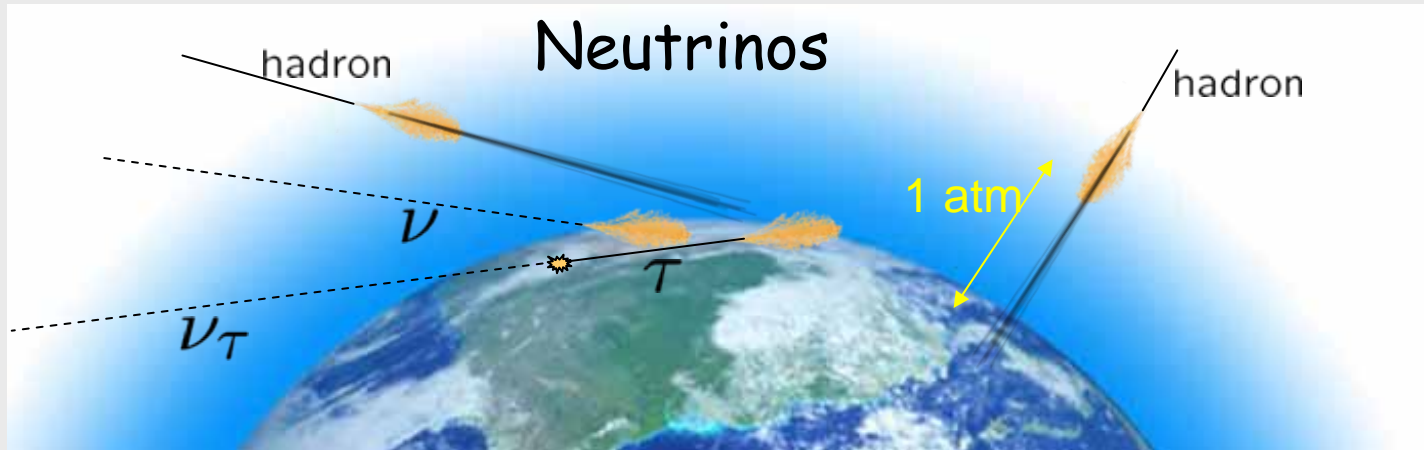 Neutrinos
hadron
hadron
1 atm
ν
τ
ν_τ